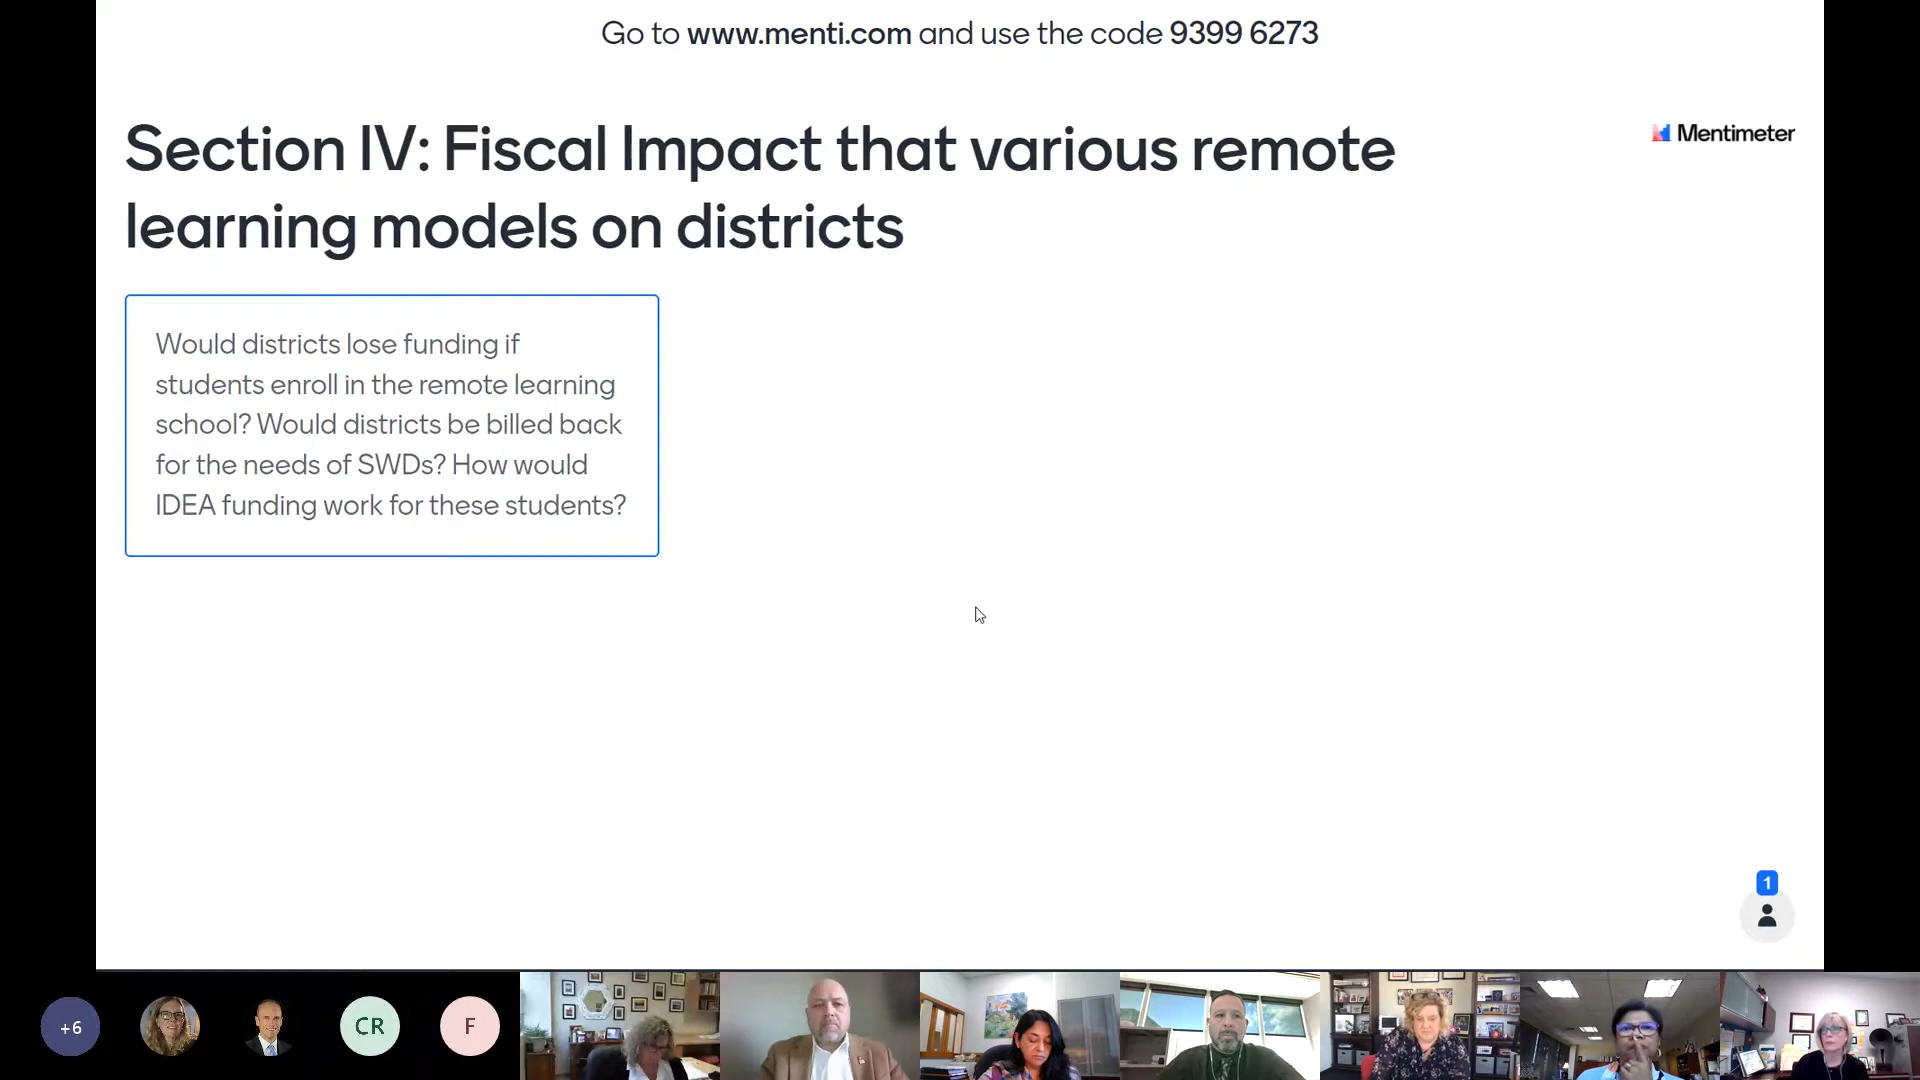 Go to www.menti.com and use the code 9399 6273
Section IV: Fiscal Impact that various remote
learning models on districts
Mentimeter
Would districts lose funding if
students enroll in the remote learning
school? Would districts be billed back
for the needs of SWDs? How would
IDEA funding work for these students?
1
+6
CR
F